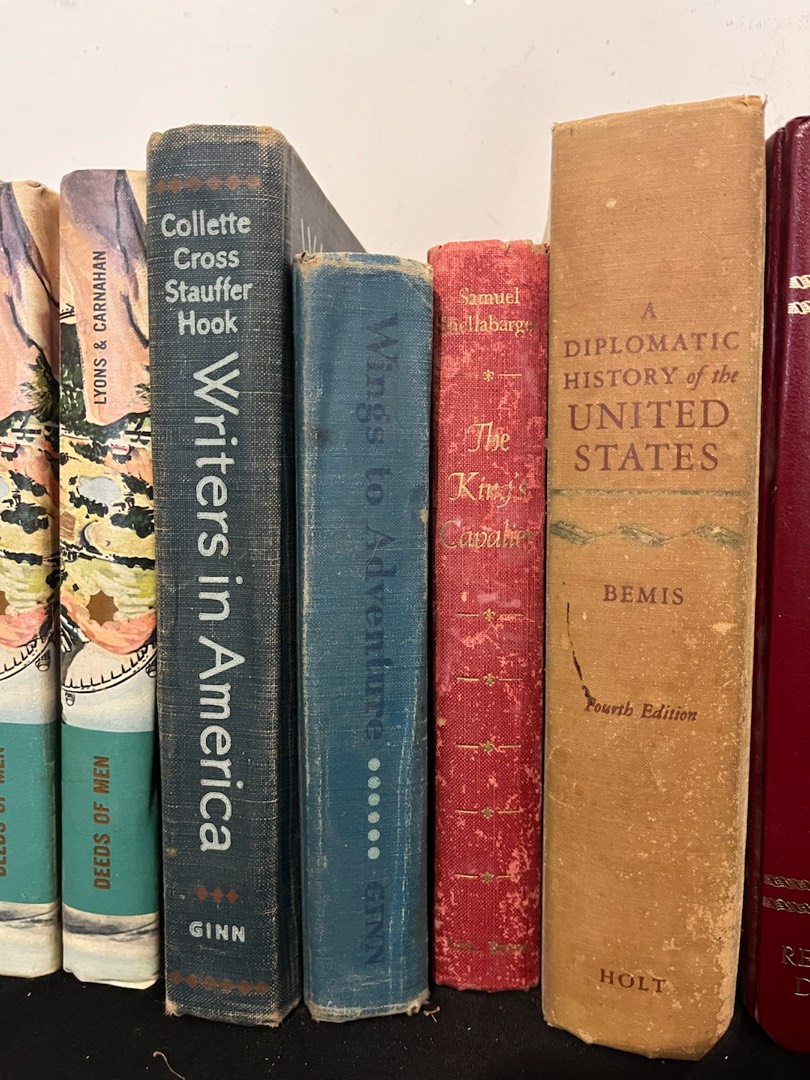 DEEDS OF MEN
LYONS & CARNAHAN
DEEDS OF MEN
Collette
Cross
Stauffer
Hook
Writers in America
GINN
Wings to Adventure
GINN
Samuel
Shellabarger
The
King's
Cavalier
A
DIPLOMATIC
HISTORY of the
UNITED
STATES
BEMIS
Fourth Edition
HOLT
RE
D